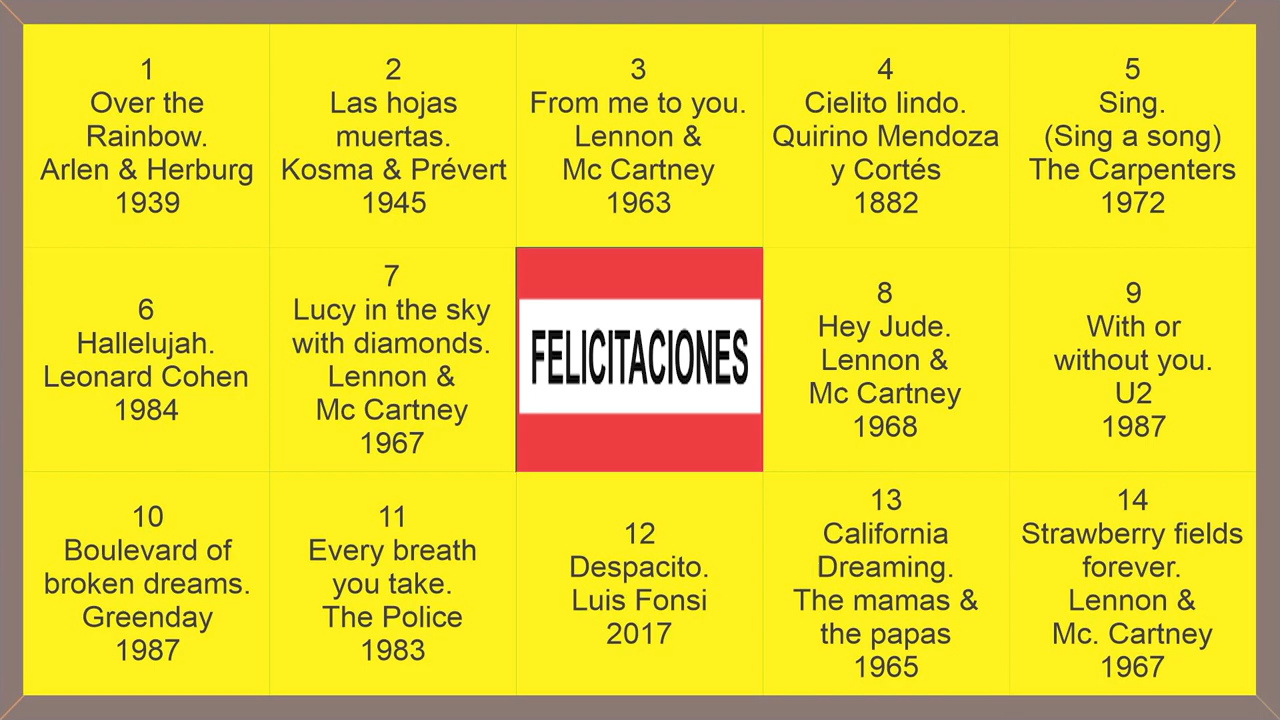 1
Over the
Rainbow.
Arlen & Herburg
1939
2
Las hojas
muertas.
Kosma & Prévert
1945
3
From me to you.
Lennon &
Mc Cartney
1963
4
Cielito lindo.
Quirino Mendoza
y Cortés
1882
5
Sing.
(Sing a song)
The Carpenters
1972
6
Hallelujah.
Leonard Cohen
1984
7
Lucy in the sky
with diamonds.
Lennon &
Mc Cartney
1967
FELICITACIONES
8
Hey Jude.
Lennon &
Mc Cartney
1968
9
With or
without you.
U2
1987
10
Boulevard of
broken dreams.
Greenday
1987
11
Every breath
you take.
The Police
1983
12
Despacito.
Luis Fonsi
2017
13
California
Dreaming.
The mamas &
the papas
1965
14
Strawberry fields
forever.
Lennon &
Mc. Cartney
1967